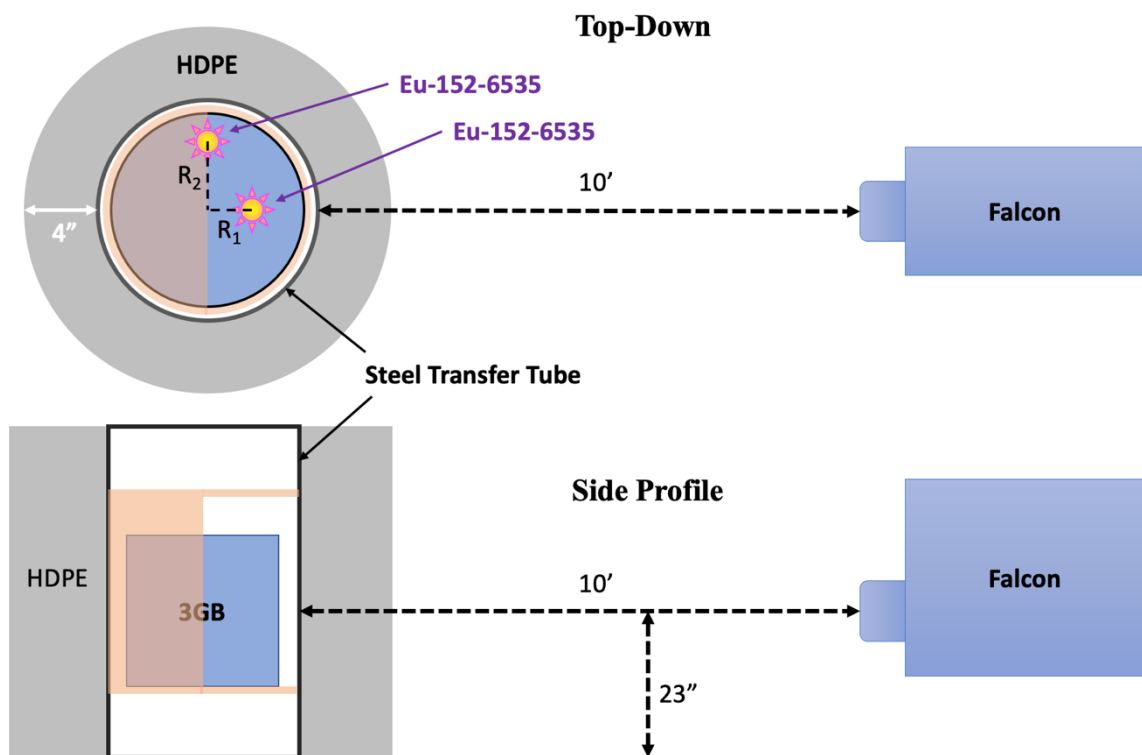 Top-Down
HDPE
Eu-152-6535
Eu-152-6535
R2
R1
4”
10’
Falcon
Steel Transfer Tube
Side Profile
HDPE
3GB
10’
23”
Falcon